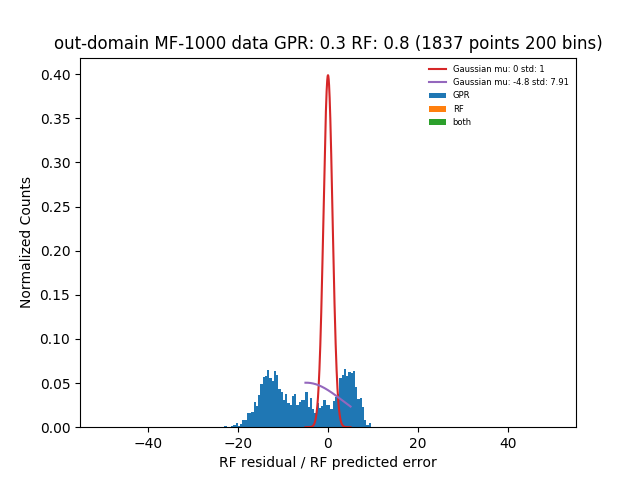 out-domain MF-1000 data GPR: 0.3 RF: 0.8 (1837 points 200 bins)
Gaussian mu: 0 std: 1
Gaussian mu: -4.8 std: 7.91
GPR
RF
both
Normalized Counts
0.40
0.35
0.30
0.25
0.20
0.15
0.10
0.05
0.00
−40
−20
0
20
40
RF residual / RF predicted error